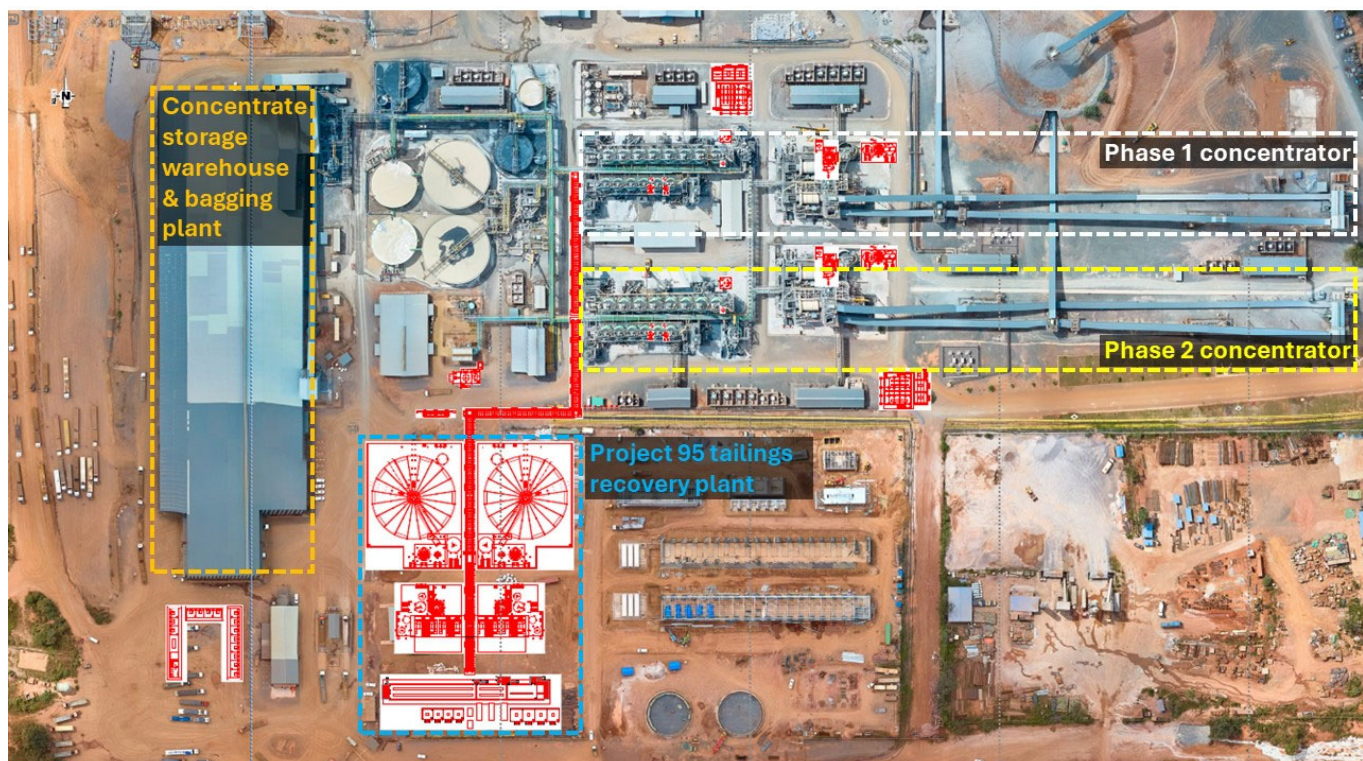 N
Concentrate
storage
warehouse
& bagging
plant
Phase 1 concentrator
Phase 2 concentrator
Project 95 tailings
recovery plant